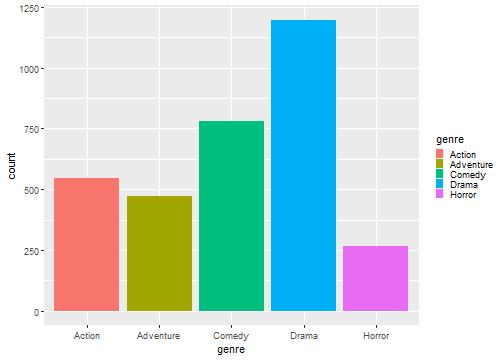 1250
1000
750
500
250
0
count
Action
Adventure
Comedy
Drama
Horror
genre
genre
Action
Adventure
Comedy
Drama
Horror